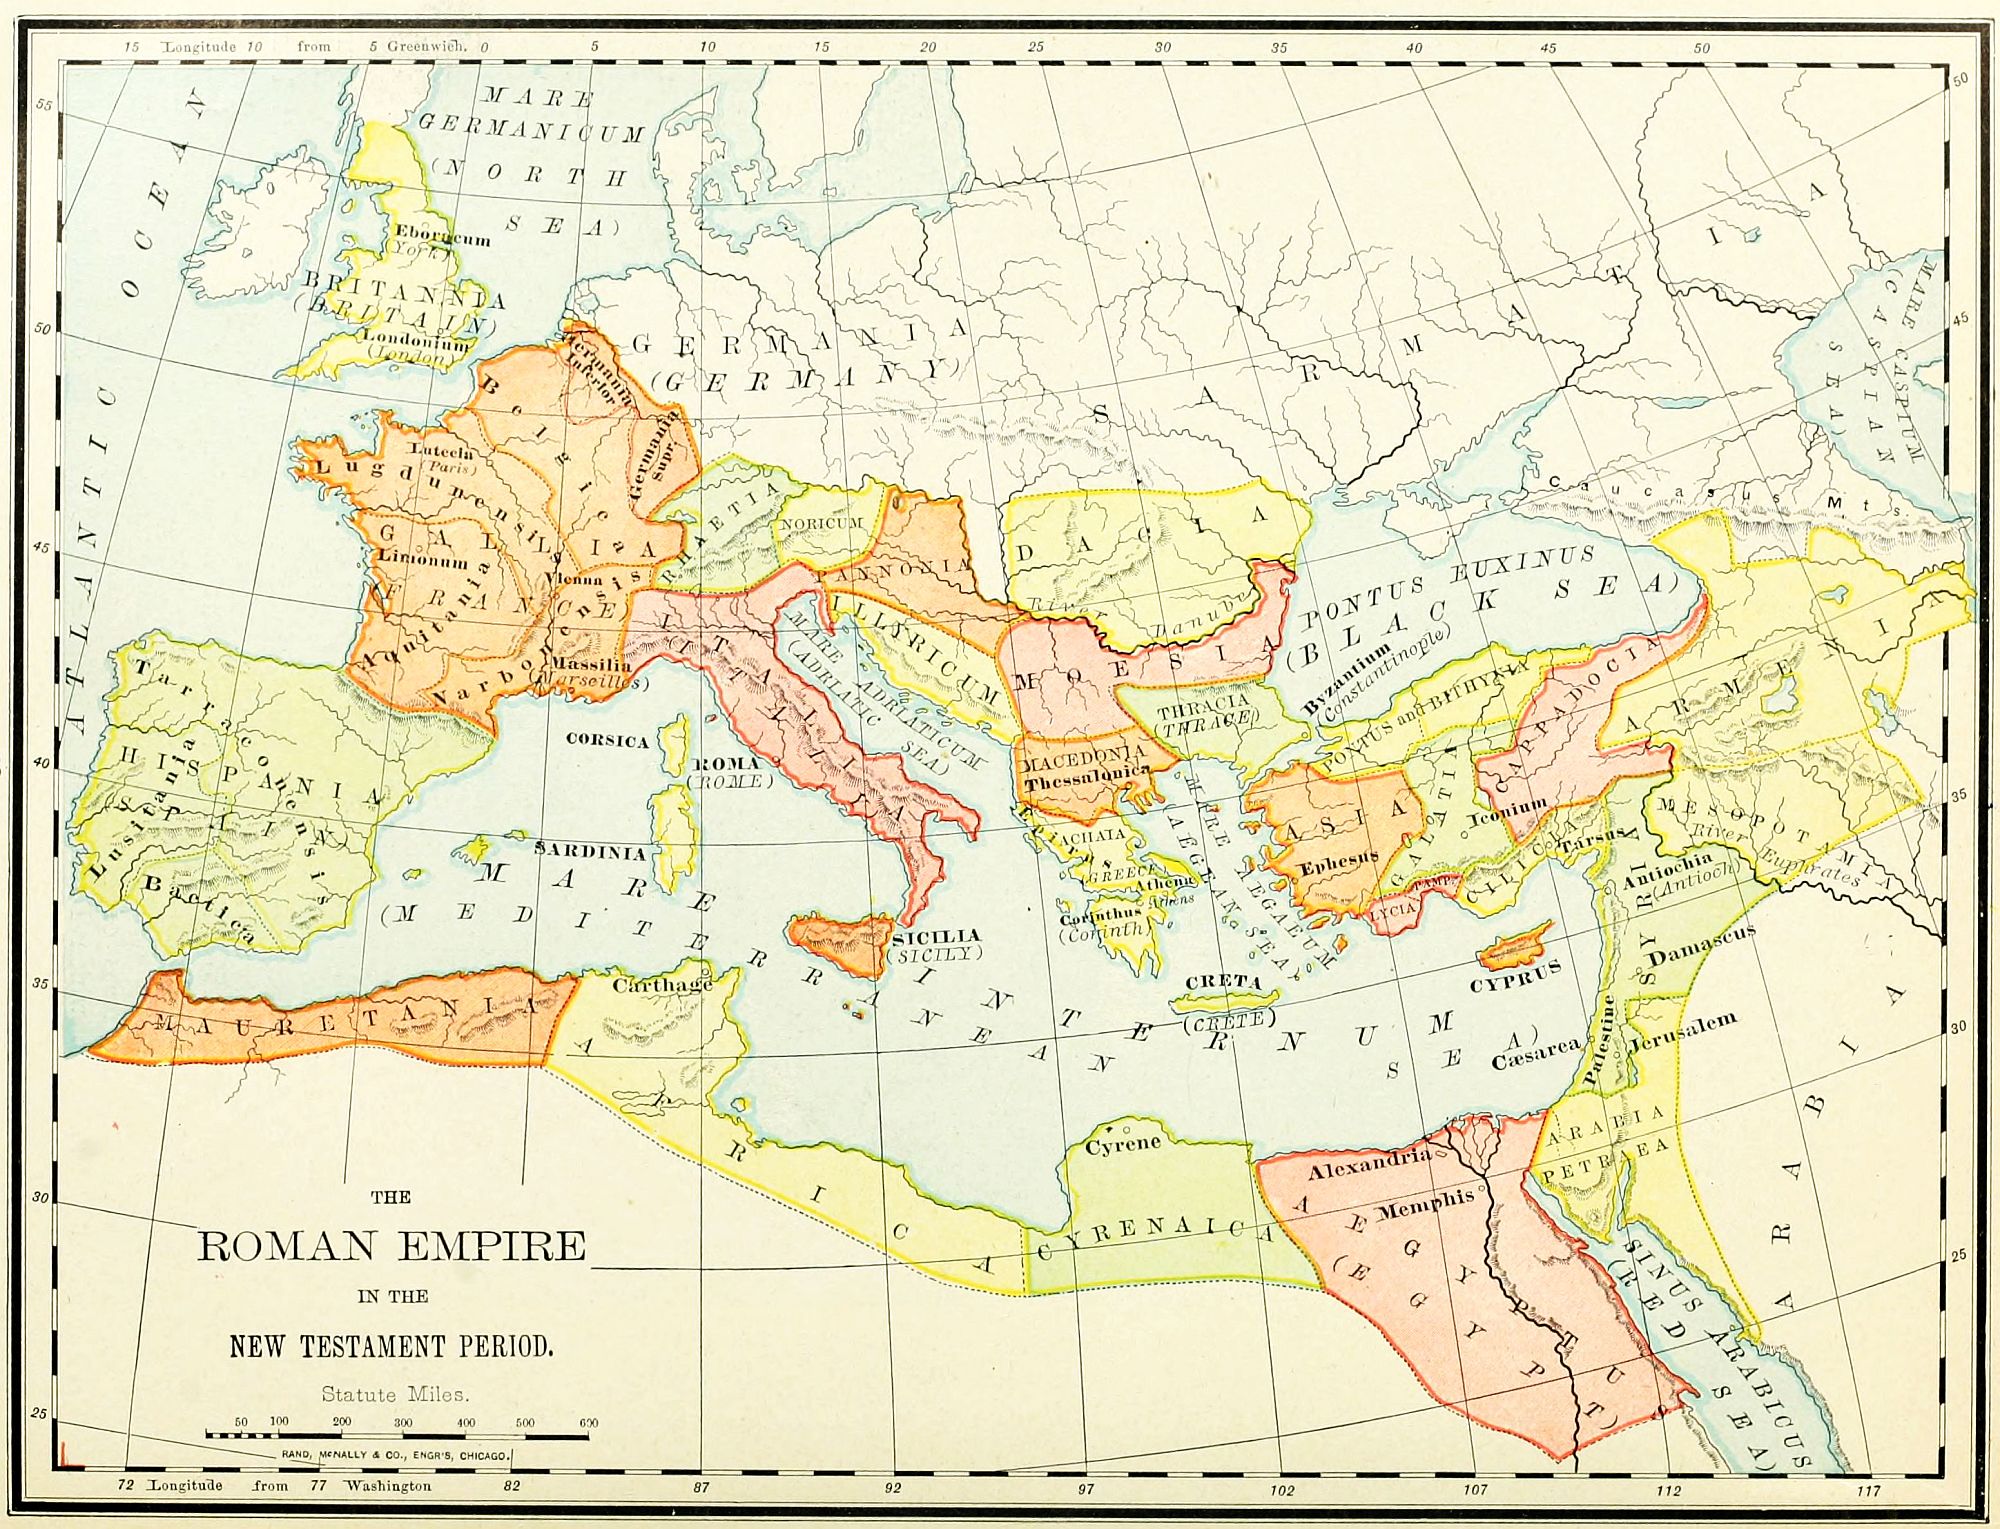 15 Longitude 10 from 5 Greenwich. 0 5 10 15 20 25 30 35 40 45 50
55
50
45
40
35
30
25
50
45
35
30
25
ATLANTIC OCEAN
MARE
GERMANICUM
(NORTH
SEA)
Eboracum
(York)
BRITANNIA
(BRITAIN)
Londonium
(London)
GERMANIA
(GERMANY)
SARMATIA
MARE CASPIUM
(CASPIAN
SEA)
Caucasus Mts.
Germania
Inferior
Germania
Supr.
Belgica
Lutecia
(Paris)
Lugdunensis
GALLIA
(FRANCE)
Limonum
Aquitania
Vienna
Narbonensis
Massilia
(Marseilles)
RHAETIA
NORICUM
PANNONIA
ILLYRICUM
DACIA
River Danube
MOESIA
ITALIA
(ITALY)
MARE ADRIATICUM
(ADRIATIC SEA)
PONTUS EUXINUS
(BLACK SEA)
Byzantium
(Constantinople)
THRACIA
(THRACE)
MACEDONIA
Thessalonica
Epirus
ACHAIA
(GREECE)
Athenæ
Athens
Corinthus
(Corinth)
MARE AEGAEUM
(AEGEAN SEA)
PONTUS and BITHYNIA
CAPPADOCIA
ARMENIA
GALATIA
ASIA
Ephesus
Iconium
LYCIA
PAMP.
CILICIA
Tarsus
MESOPOTAMIA
River Euphrates
Antiochia
(Antioch)
SYRIA
Damascus
Palestine
Cæsarea
Jerusalem
CYPRUS
CRETA
(CRETE)
Tarraconensis
HISPANIA
(SPAIN)
Lusitania
Baetica
CORSICA
ROMA
(ROME)
SARDINIA
SICILIA
(SICILY)
MARE INTERNUM
(MEDITERRANEAN SEA)
MAURETANIA
Carthage
AFRICA
Cyrene
CYRENAICA
Alexandria
Memphis
AEGYPTUS
(EGYPT)
ARABIA
PETRAEA
ARABIA
SINUS ARABICUS
(RED SEA)
THE
ROMAN EMPIRE
IN THE
NEW TESTAMENT PERIOD.
Statute Miles.
50 100 200 300 400 500 600
RAND, McNALLY & CO., ENGR'S, CHICAGO.
72 Longitude from 77 Washington 82 87 92 97 102 107 112 117